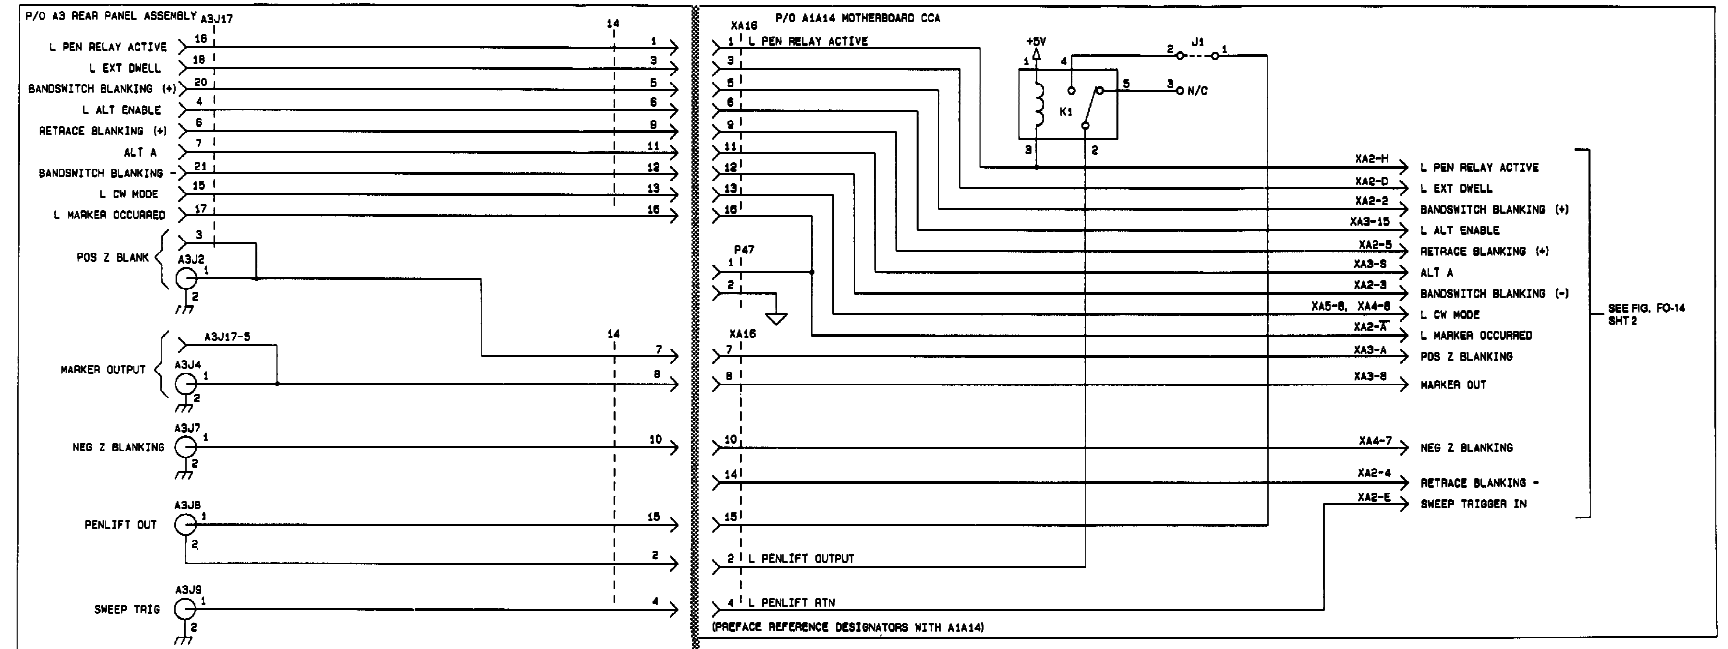 P/O A3 REAR PANEL ASSEMBLY A3J17
14
XA16
P/O A1A14 MOTHERBOARD CCA
L PEN RELAY ACTIVE 16 1
L EXT DWELL 18 3
BANDSWITCH BLANKING (+) 20 5
L ALT ENABLE 4 6
RETRACE BLANKING (+) 6 9
ALT A 7 11
BANDSWITCH BLANKING - 21 12
L CW MODE 15 13
L MARKER OCCURRED 17 16
POS Z BLANK 3
A3J2
1
2
14
A3J17-5 7
MARKER OUTPUT
A3J4
1 8
2
A3J7
NEG Z BLANKING 1 10
2
A3J8
PENLIFT OUT 1 15
2 2
A3J9
SWEEP TRIG 1 4
2
1 L PEN RELAY ACTIVE
3
5
6
9
11
12
13
16
P47
1
2
XA16
7
8
10
14
15
2 L PENLIFT OUTPUT
4 L PENLIFT RTN
(PREFACE REFERENCE DESIGNATORS WITH A1A14)
+5V
1 4
K1
5
3 2
2 J1 1
3 N/C
XA2-H L PEN RELAY ACTIVE
XA2-D L EXT DWELL
XA2-2 BANDSWITCH BLANKING (+)
XA3-15 L ALT ENABLE
XA2-5 RETRACE BLANKING (+)
XA3-S ALT A
XA2-3 BANDSWITCH BLANKING (-)
XA5-8, XA4-6 L CW MODE
XA2-A̅ L MARKER OCCURRED
XA3-A POS Z BLANKING
XA3-8 MARKER OUT
XA4-7 NEG Z BLANKING
XA2-4 RETRACE BLANKING -
XA2-E SWEEP TRIGGER IN
SEE FIG. FO-14
SHT 2